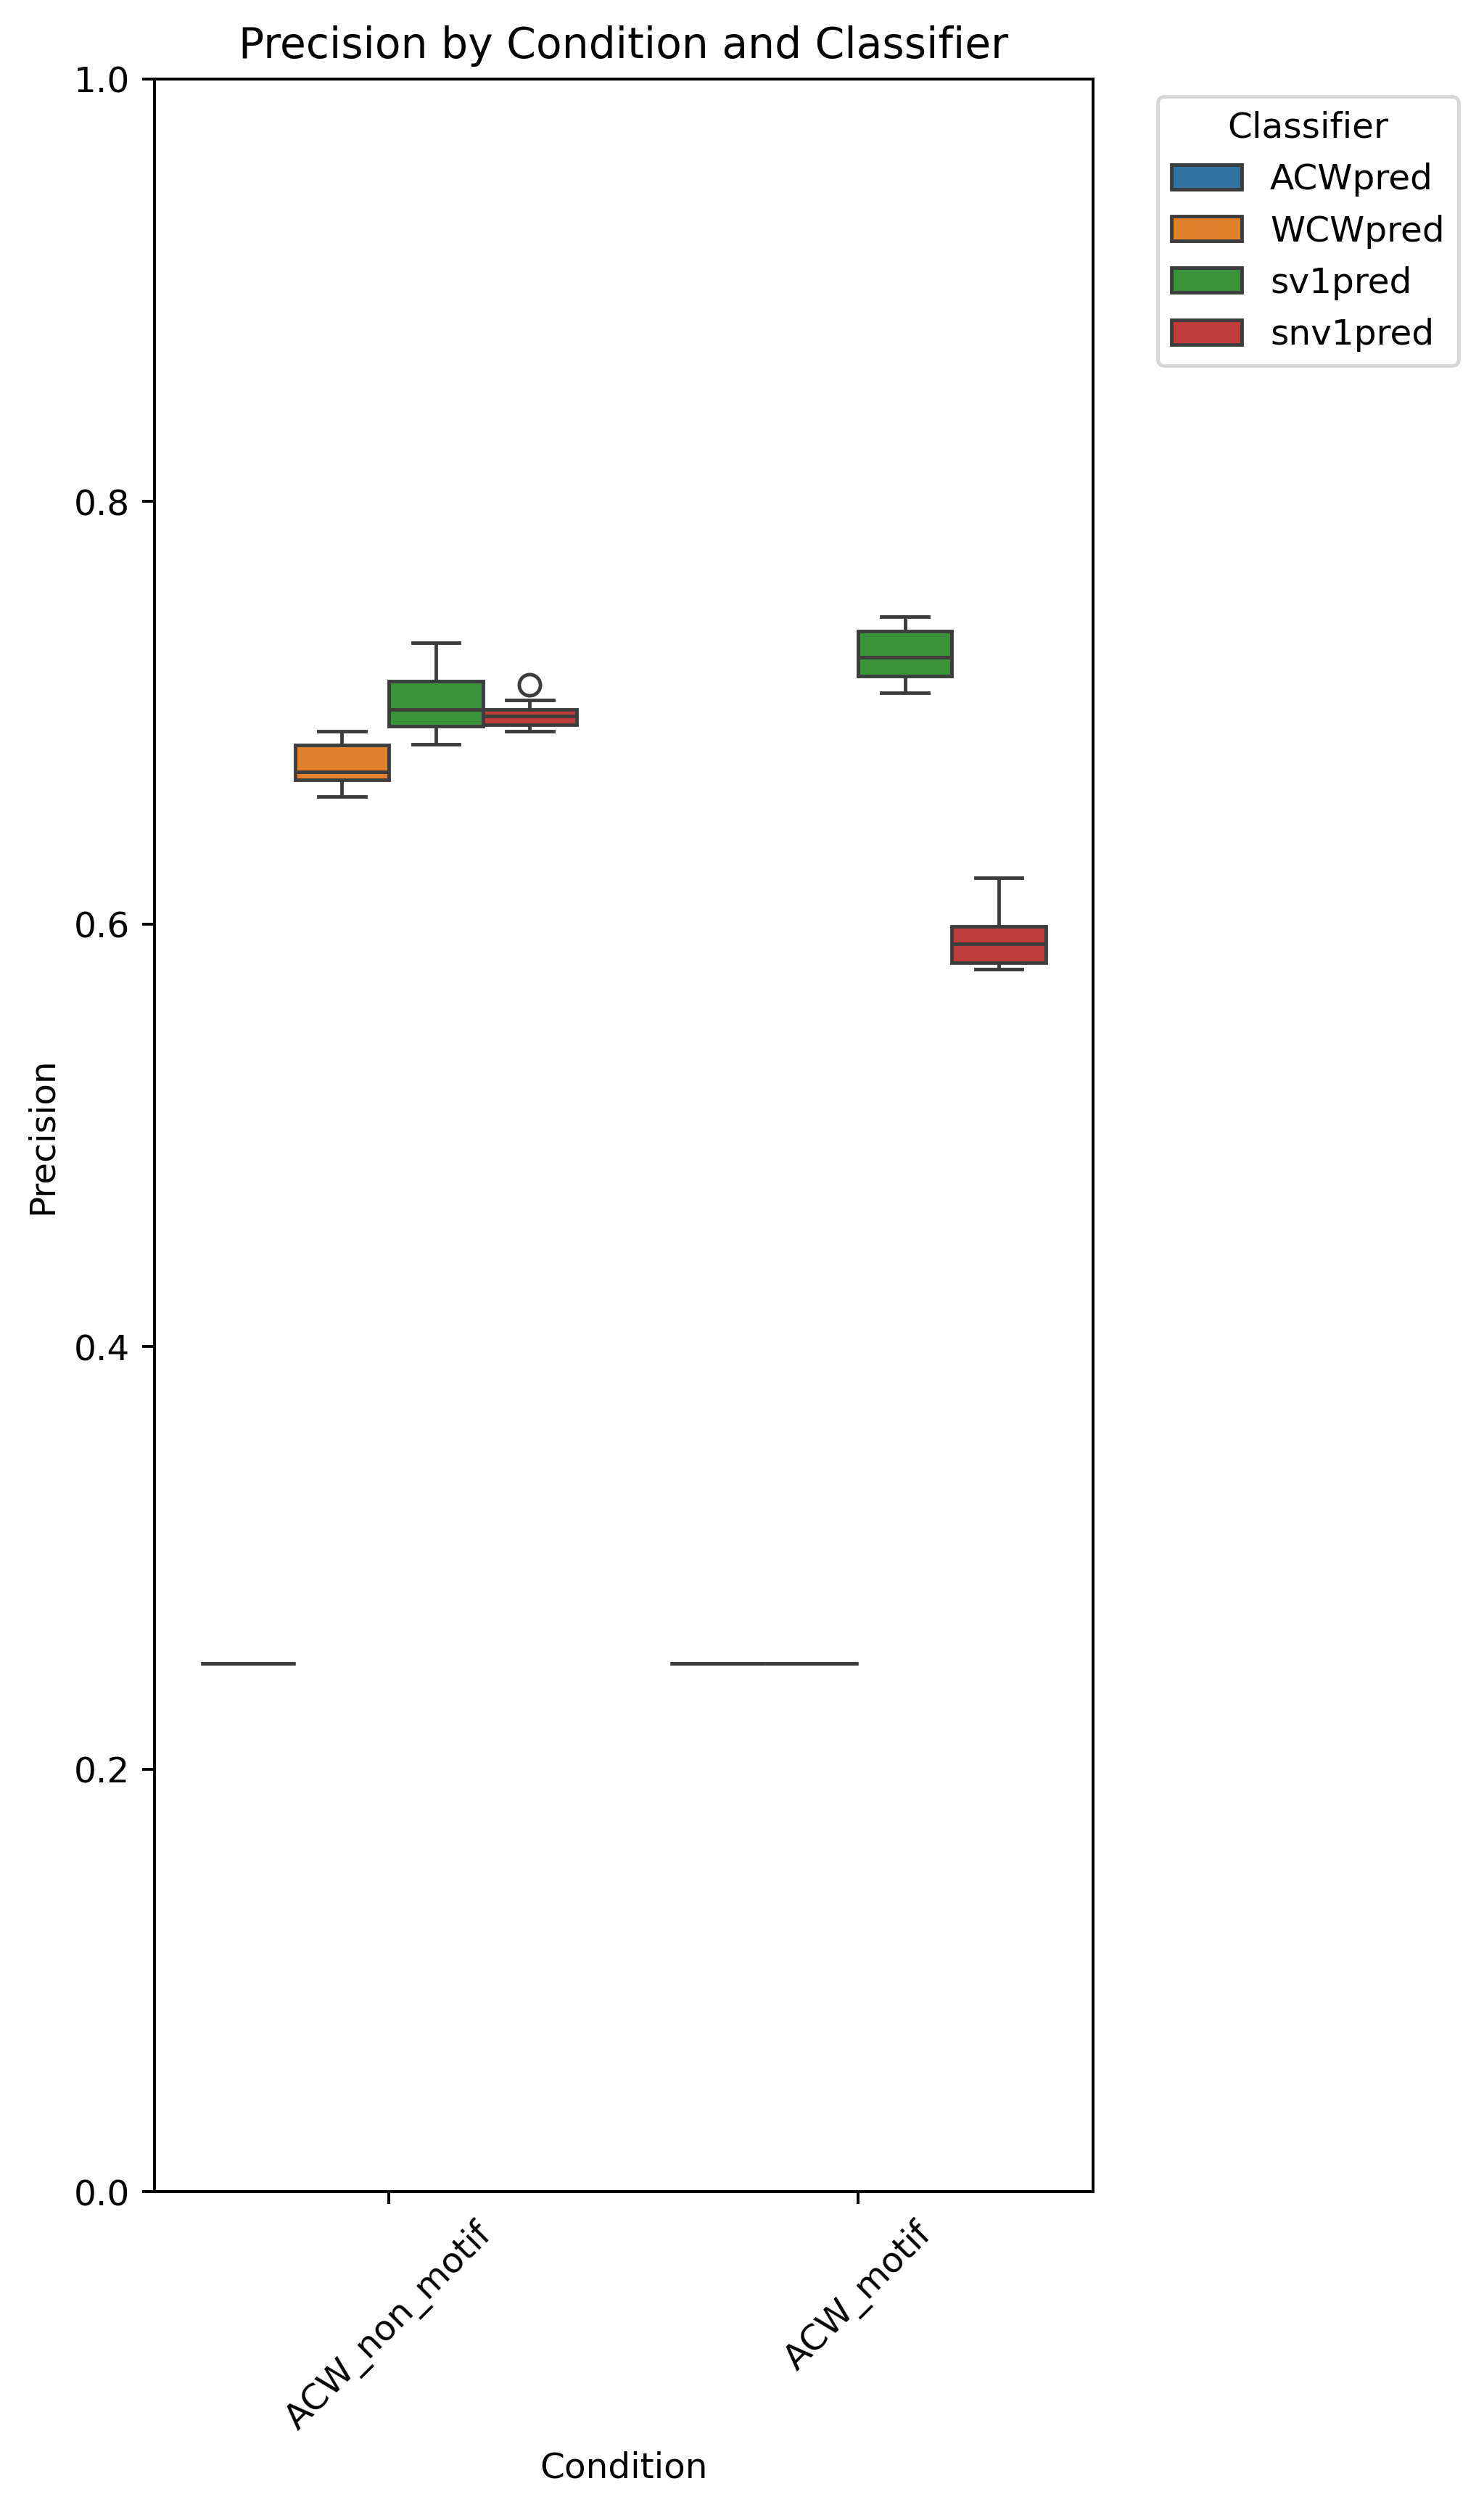 Precision by Condition and Classifier
Classifier
ACWpred
WCWpred
sv1pred
snv1pred
1.0
0.8
0.6
0.4
0.2
0.0
Precision
ACW_non_motif
ACW_motif
Condition